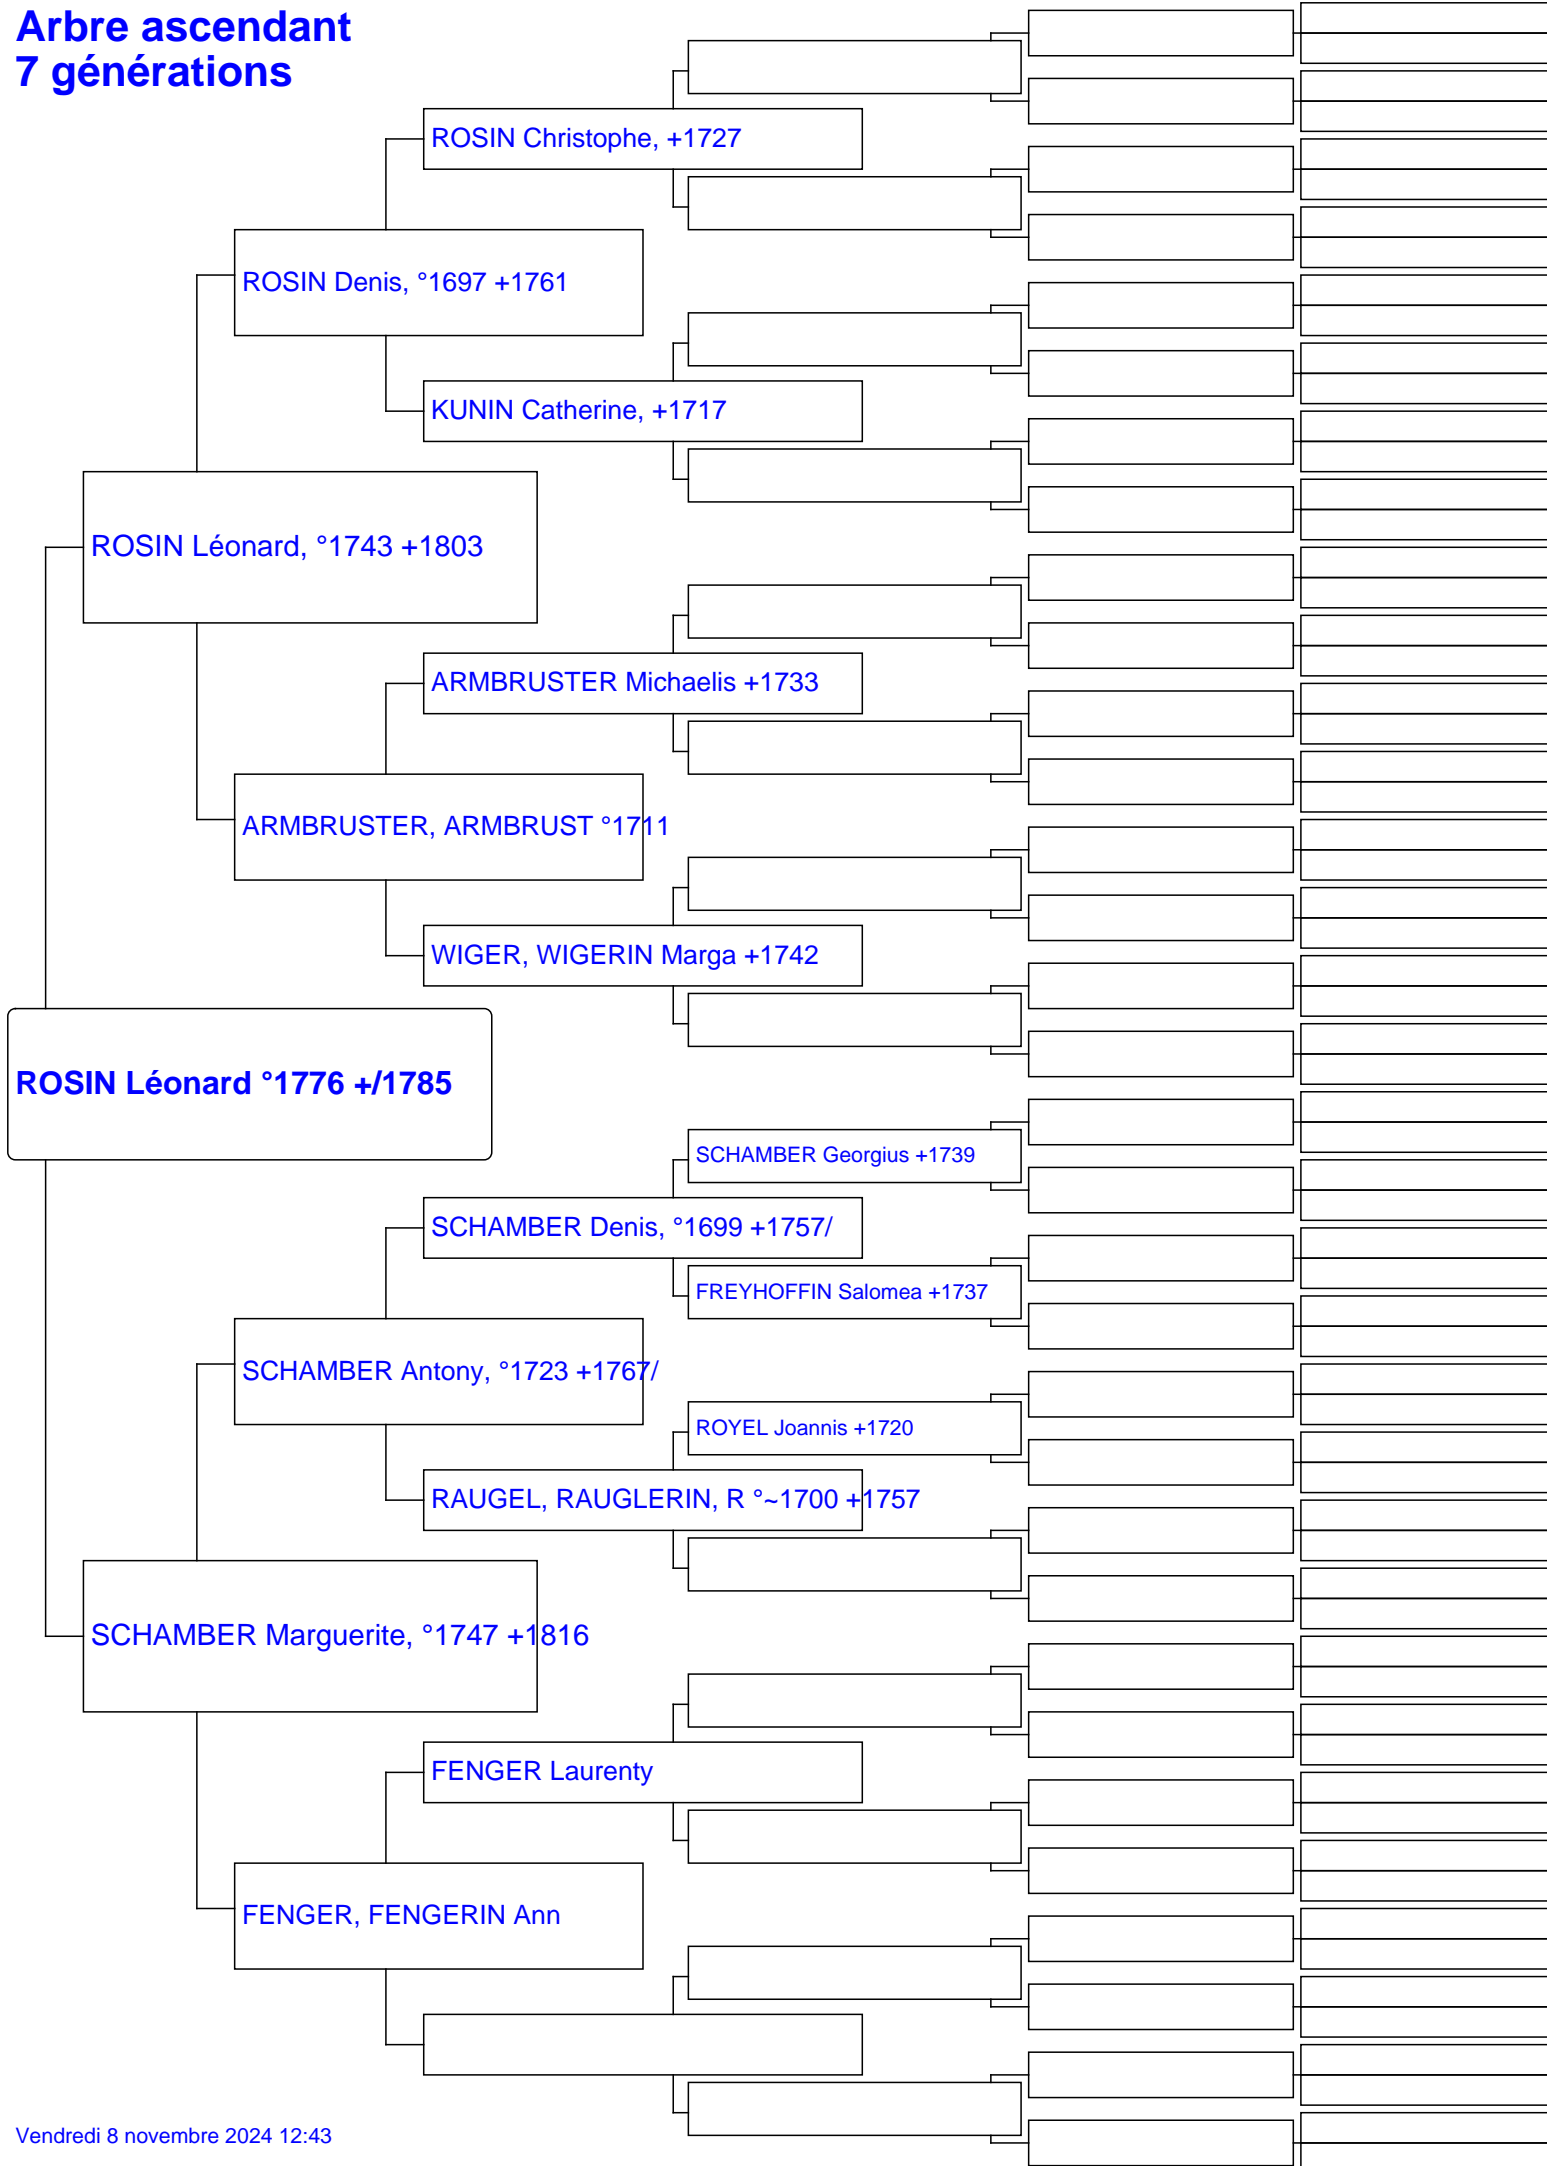 Arbre ascendant
7 générations
ROSIN Christophe, +1727
ROSIN Denis, °1697 +1761
KUNIN Catherine, +1717
ROSIN Léonard, °1743 +1803
ARMBRUSTER Michaelis +1733
ARMBRUSTER, ARMBRUST °1711
WIGER, WIGERIN Marga +1742
ROSIN Léonard °1776 +/1785
SCHAMBER Georgius +1739
SCHAMBER Denis, °1699 +1757/
FREYHOFFIN Salomea +1737
SCHAMBER Antony, °1723 +1767/
ROYEL Joannis +1720
RAUGEL, RAUGLERIN, R °~1700 +1757
SCHAMBER Marguerite, °1747 +1816
FENGER Laurenty
FENGER, FENGERIN Ann
Vendredi 8 novembre 2024 12:43